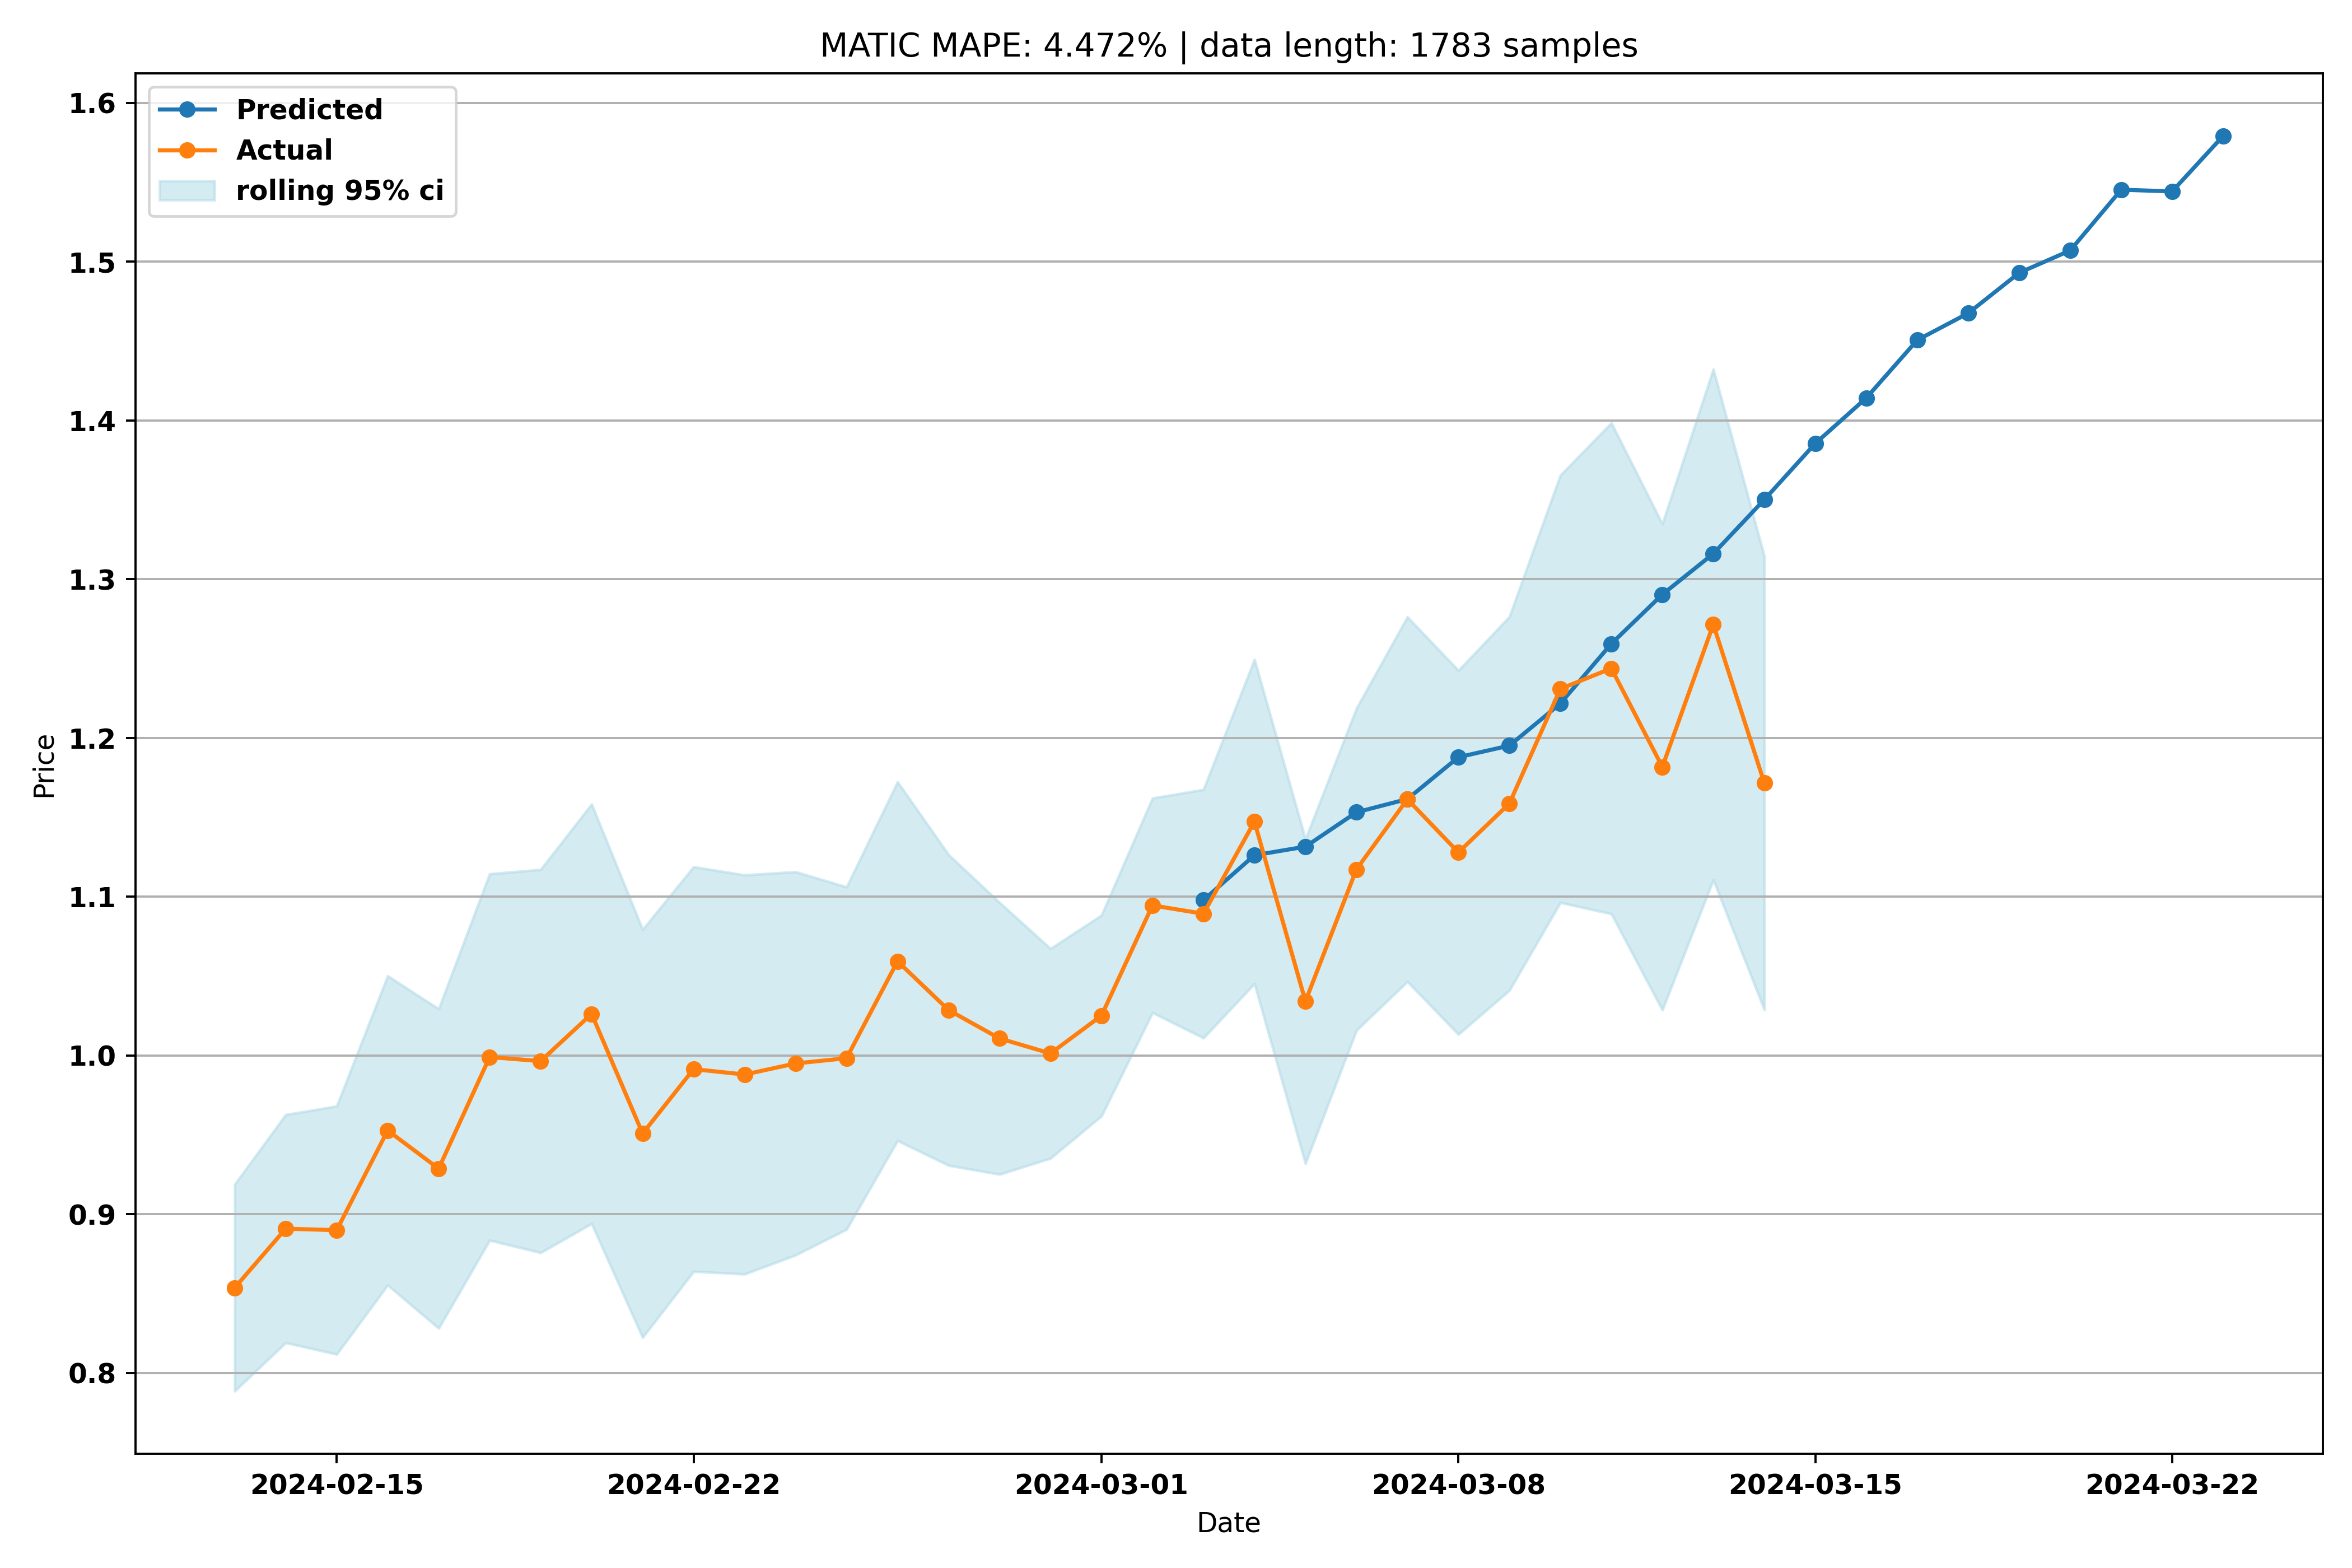 MATIC MAPE: 4.472% | data length: 1783 samples
Predicted
Actual
rolling 95% ci
Price
1.6
1.5
1.4
1.3
1.2
1.1
1.0
0.9
0.8
2024-02-15 2024-02-22 2024-03-01 2024-03-08 2024-03-15 2024-03-22
Date